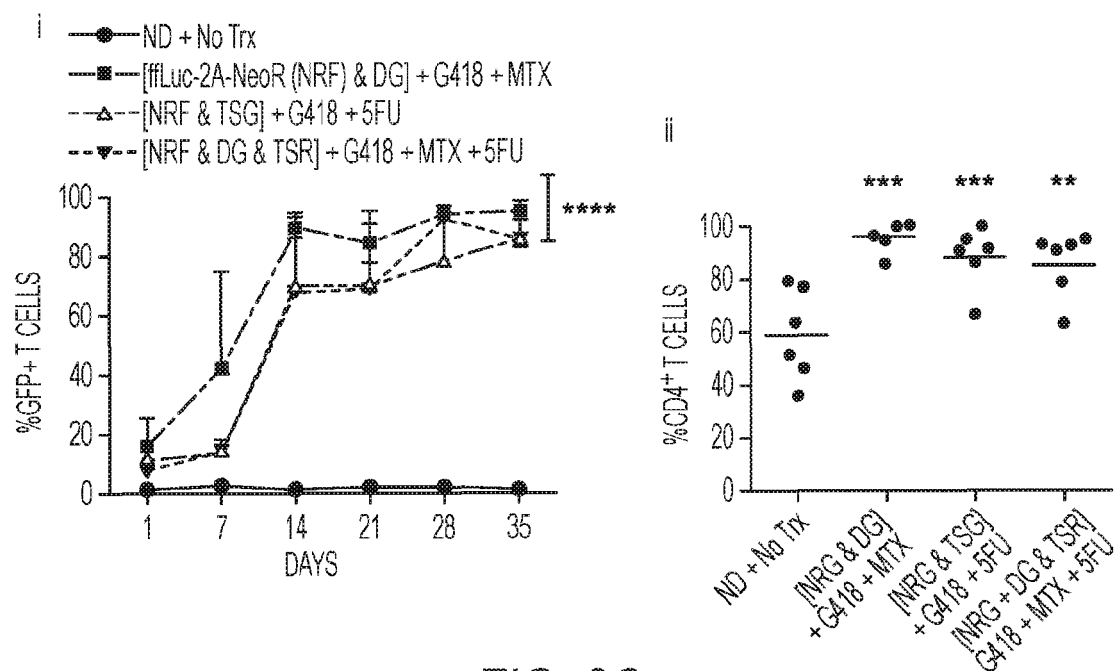 i
ND + No Trx
[ffLuc-2A-NeoR (NRF) & DG] + G418 + MTX
[NRF & TSG] + G418 + 5FU
[NRF & DG & TSR] + G418 + MTX + 5FU
100
80
60
40
20
0
%GFP+ T CELLS
1 7 14 21 28 35
DAYS
****
ii
*** *** **
100
80
60
40
20
0
%CD4+ T CELLS
ND + No Trx
[NRG & DG]
+ G418 + MTX
[NRG & TSG]
+ G418 + 5FU
[NRG + DG & TSR]
G418 + MTX + 5FU